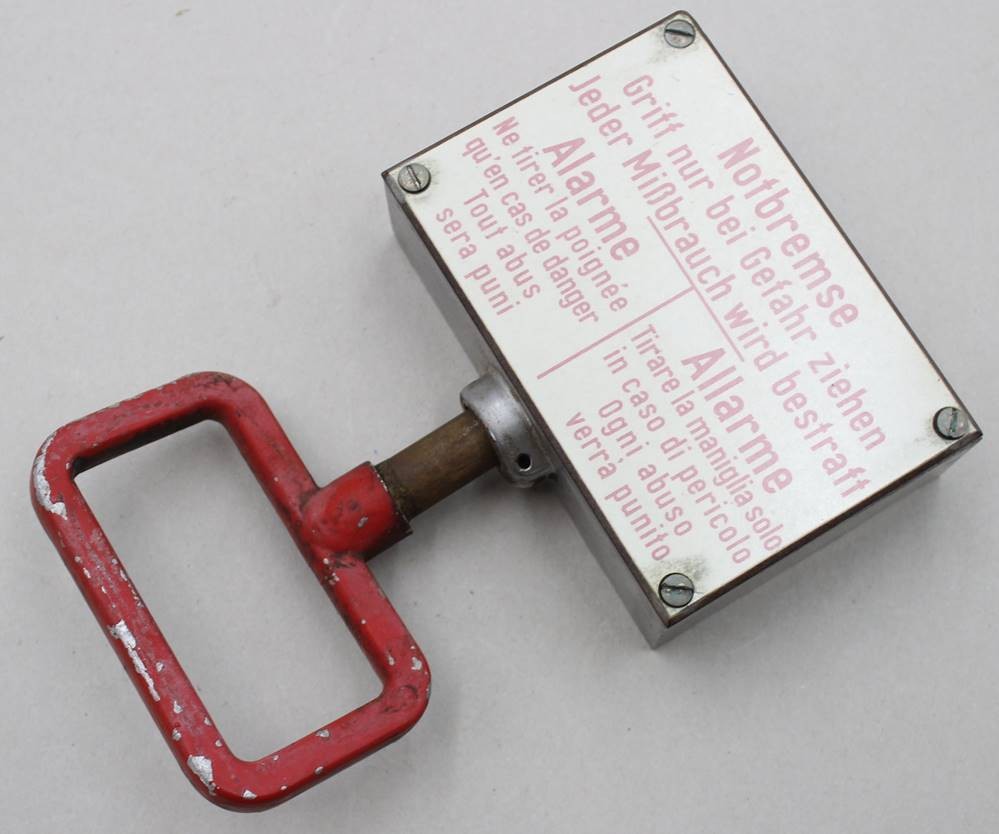 Notbremse
Griff nur bei Gefahr ziehen
Jeder Mißbrauch wird bestraft
Alarme
Ne tirer la poignée
qu'en cas de danger
Tout abus
sera puni
Allarme
Tirare la maniglia solo
in caso di pericolo
Ogni abuso
verrà punito